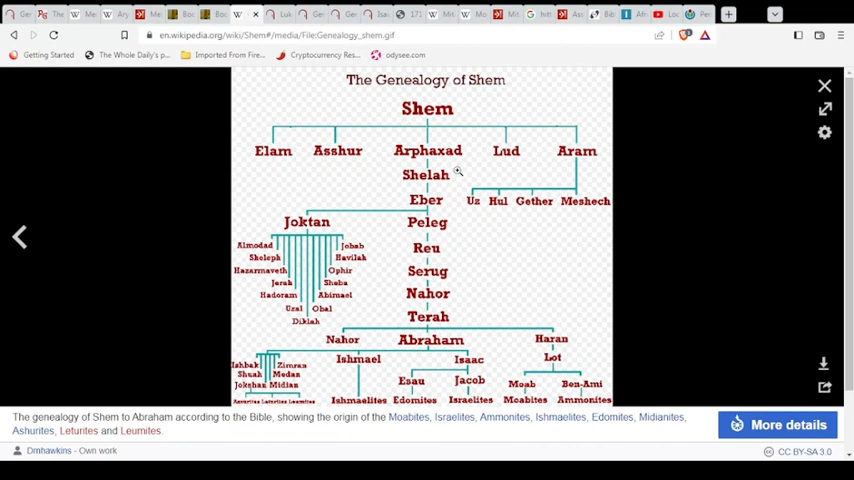 en.wikipedia.org/wiki/Shem#/media/File:Genealogy_shem.gif
Getting Started The Whole Daily's p... Imported From Fire... Cryptocurrency Res... odysee.com
The Genealogy of Shem
Shem
Elam Asshur Arphaxad Lud Aram
Shelah
Eber Uz Hul Gether Meshech
Joktan Peleg
Almodad Jobab Reu
Sheleph Havilah
Hazarmaveth Ophir Serug
Jerah Sheba
Hadoram Abimael Nahor
Uzal Obal
Diklah Terah
Nahor Abraham Haran
Ishmael Isaac Lot
Ishbak Zimran
Shuah Medan Esau Jacob Moab Ben-Ami
Jokshan Midian
Ishmaelites Edomites Israelites Moabites Ammonites
The genealogy of Shem to Abraham according to the Bible, showing the origin of the Moabites, Israelites, Ammonites, Ishmaelites, Edomites, Midianites,
Ashurites, Leturites and Leumites.
More details
Dmhawkins - Own work
CC BY-SA 3.0